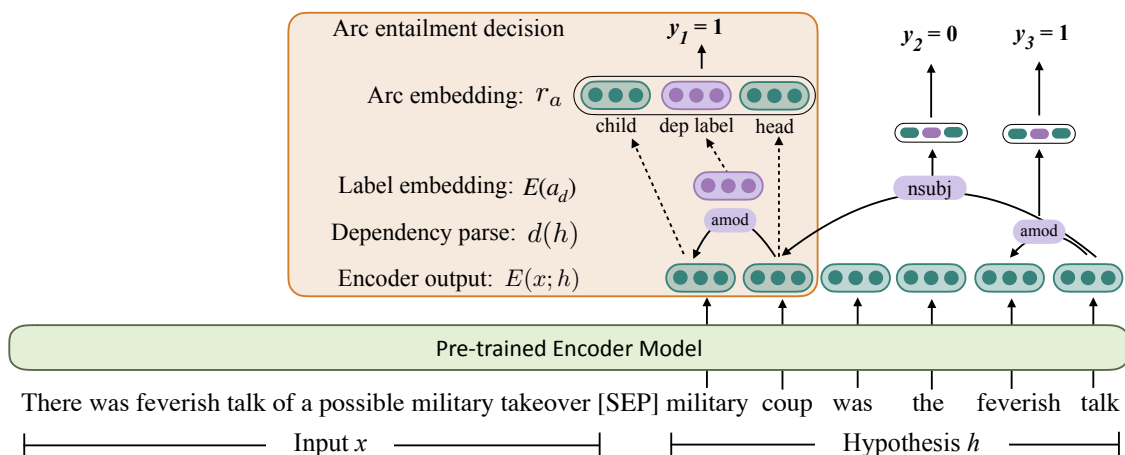 Arc entailment decision
y₁ = 1
y₂ = 0
y₃ = 1
Arc embedding: r_a
child dep label head
Label embedding: E(a_d)
nsubj
amod
amod
Dependency parse: d(h)
Encoder output: E(x; h)
Pre-trained Encoder Model
There was feverish talk of a possible military takeover [SEP] military coup was the feverish talk
Input x
Hypothesis h